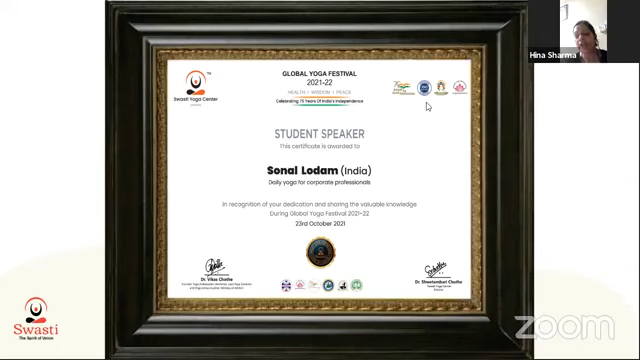 Hina Sharma
Swasti Yoga Center
GLOBAL YOGA FESTIVAL
2021-22
HEALTH | WISDOM | PEACE
Celebrating 75 Years Of India's Independence
STUDENT SPEAKER
This certificate is awarded to
Sonal Lodam (India)
Daily yoga for corporate professionals
In recognition of your dedication and sharing the valuable knowledge
During Global Yoga Festival 2021-22
23rd October 2021
Dr. Vikas Chothe
Dr. Shwetambari Chothe
Swasti
The Spirit of Venus
zoom